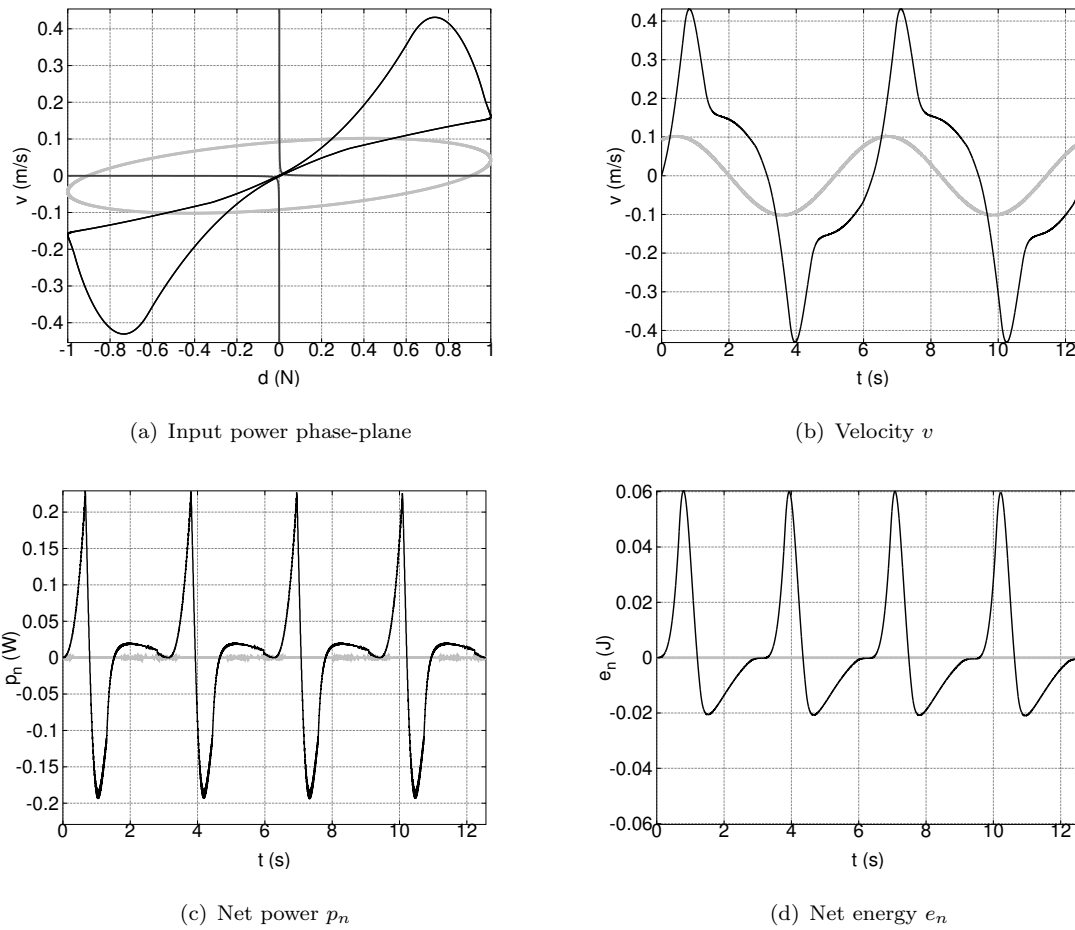 0.4
0.3
0.2
0.1
0
-0.1
-0.2
-0.3
-0.4
v (m/s)
-1 -0.8 -0.6 -0.4 -0.2 0 0.2 0.4 0.6 0.8 1
d (N)
(a) Input power phase-plane
0.4
0.3
0.2
0.1
0
-0.1
-0.2
-0.3
-0.4
v (m/s)
0 2 4 6 8 10 12
t (s)
(b) Velocity v
0.2
0.15
0.1
0.05
0
-0.05
-0.1
-0.15
-0.2
p_n (W)
0 2 4 6 8 10 12
t (s)
(c) Net power p_n
0.06
0.04
0.02
0
-0.02
-0.04
-0.06
e_n (J)
0 2 4 6 8 10 12
t (s)
(d) Net energy e_n